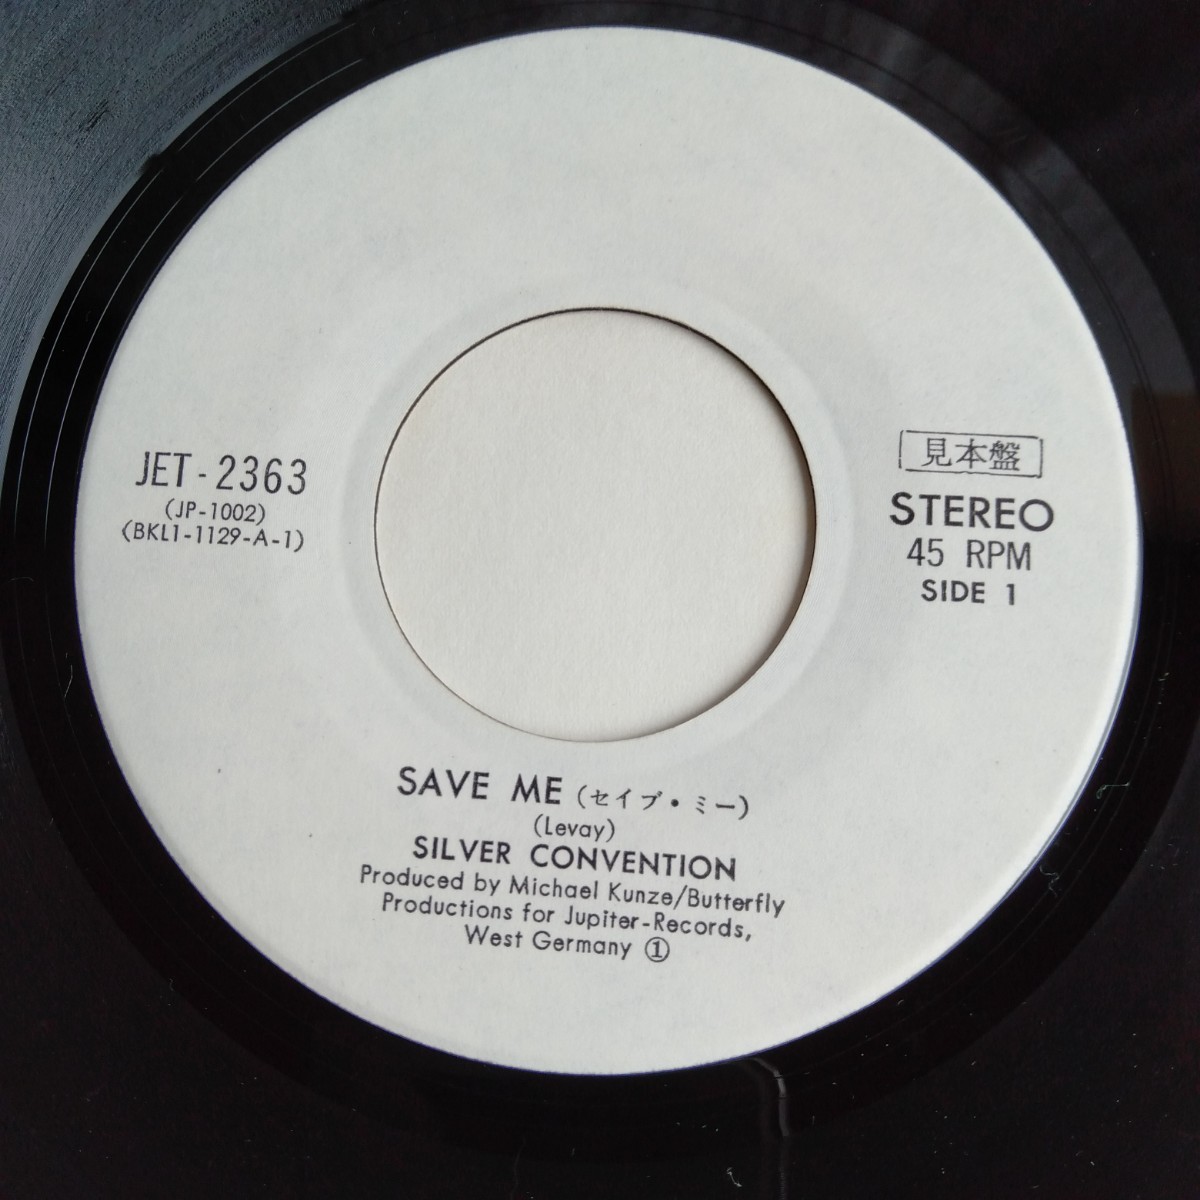 JET-2363
(JP-1002)
(BKL1-1129-A-1)
見本盤
STEREO
45 RPM
SIDE 1
SAVE ME (セイブ・ミー)
(Levay)
SILVER CONVENTION
Produced by Michael Kunze/Butterfly
Productions for Jupiter-Records,
West Germany ①